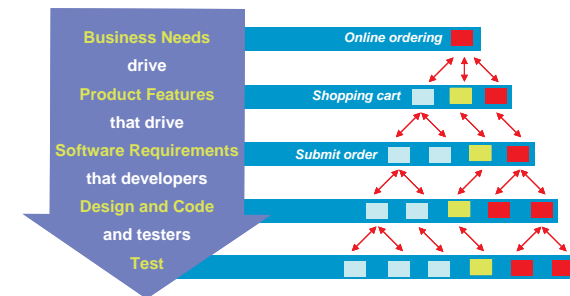 Business Needs
Online ordering
drive
Product Features
Shopping cart
that drive
Software Requirements
Submit order
that developers
Design and Code
and testers
Test